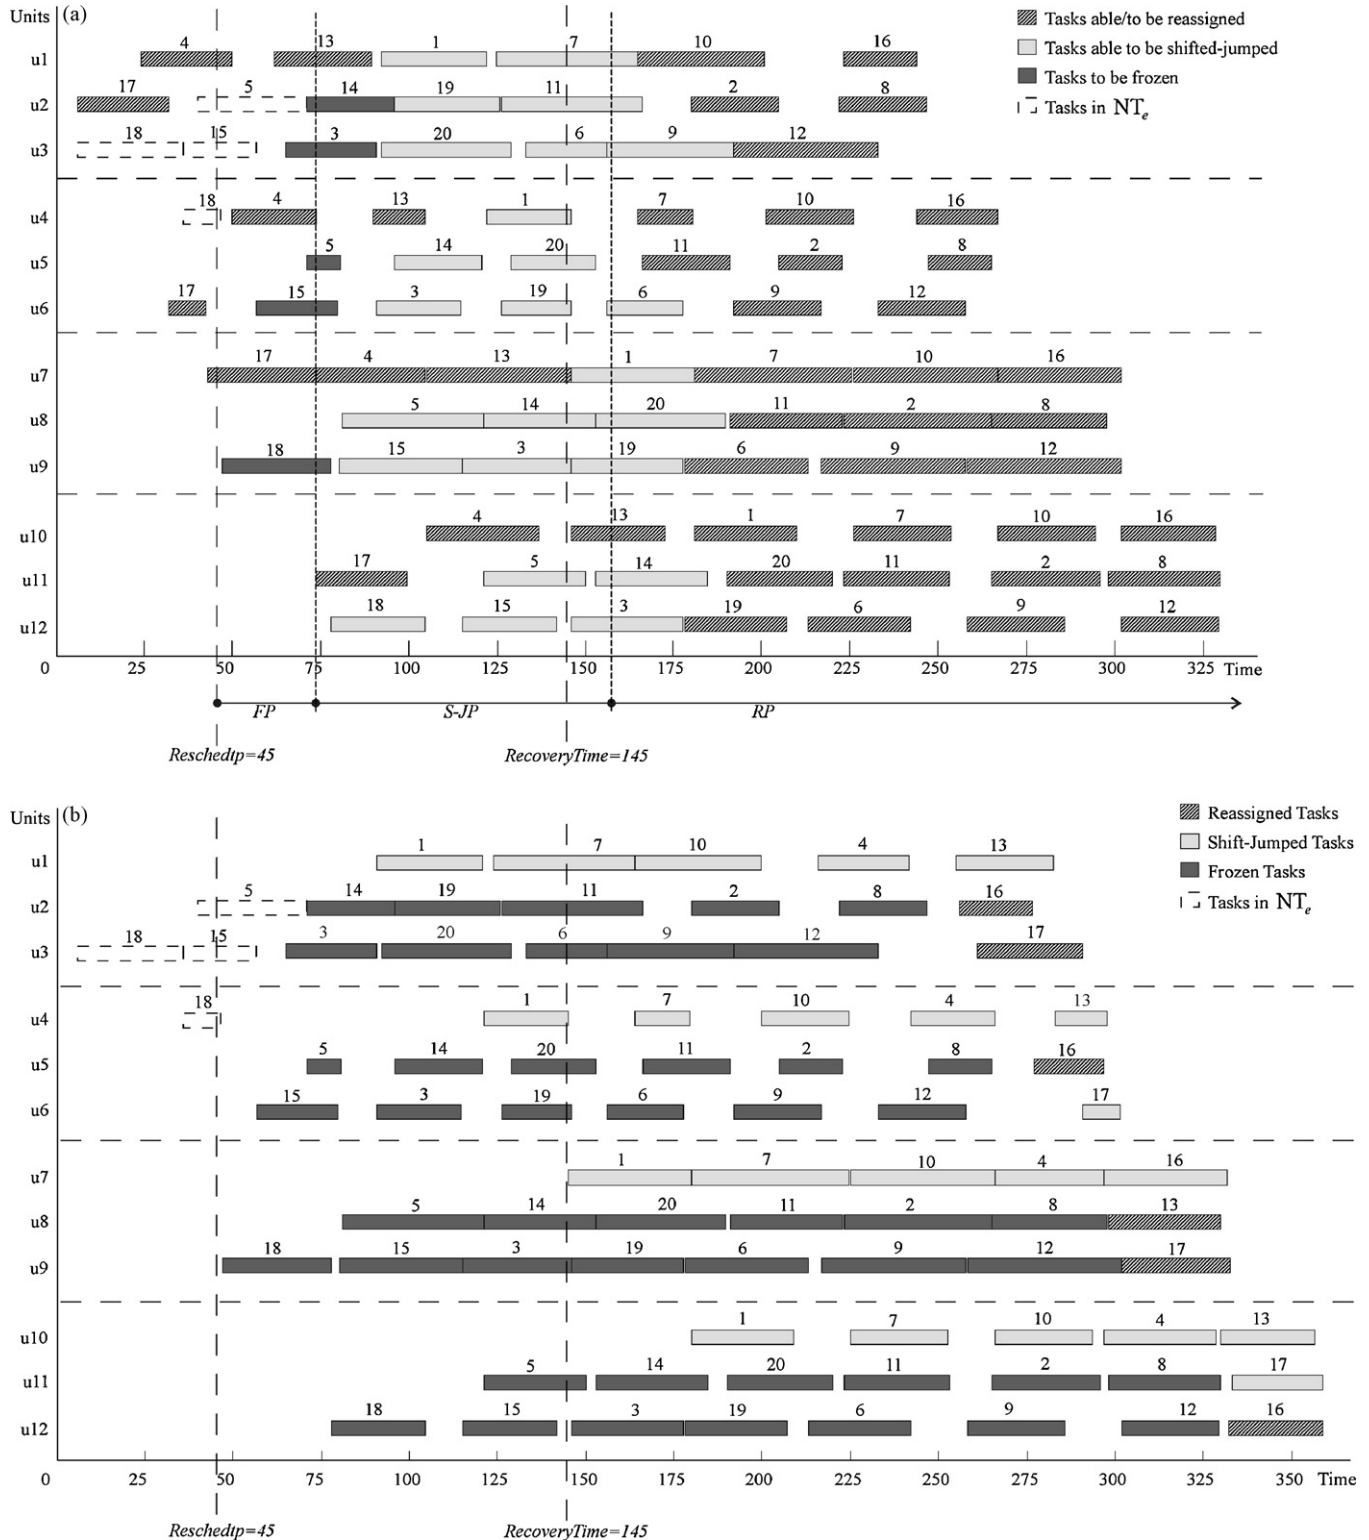 Units (a)
Tasks able/to be reassigned
Tasks able to be shifted-jumped
Tasks to be frozen
Tasks in NTe
4 13 1 7 10 16
u1
17 5 14 19 11 2 8
u2
18 15 3 20 6 9 12
u3
18 4 13 1 7 10 16
u4
5 14 20 11 2 8
u5
17 15 3 19 6 9 12
u6
17 4 13 1 7 10 16
u7
5 14 20 11 2 8
u8
18 15 3 19 6 9 12
u9
4 13 1 7 10 16
u10
17 5 14 20 11 2 8
u11
18 15 3 19 6 9 12
u12
0 25 50 75 100 125 150 175 200 225 250 275 300 325 Time
FP S-JP RP
Reschedtp=45 RecoveryTime=145
Units (b)
Reassigned Tasks
Shift-Jumped Tasks
Frozen Tasks
Tasks in NTe
1 7 10 4 13
u1
5 14 19 11 2 8 16
u2
18 15 3 20 6 9 12 17
u3
18 1 7 10 4 13
u4
5 14 20 11 2 8 16
u5
15 3 19 6 9 12 17
u6
1 7 10 4 16
u7
5 14 20 11 2 8 13
u8
18 15 3 19 6 9 12 17
u9
1 7 10 4 13
u10
5 14 20 11 2 8 17
u11
18 15 3 19 6 9 12 16
u12
0 25 50 75 100 125 150 175 200 225 250 275 300 325 350 Time
Reschedtp=45 RecoveryTime=145